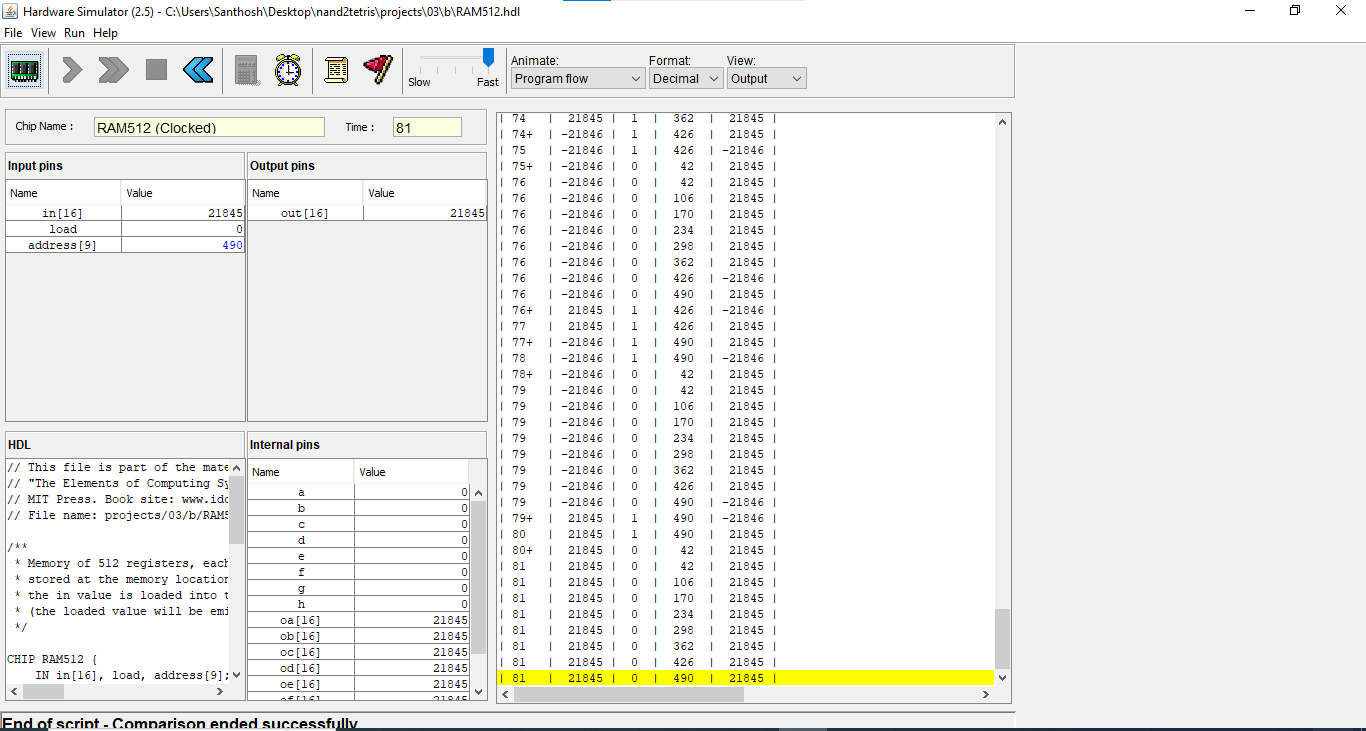 Hardware Simulator (2.5) - C:\Users\Santhosh\Desktop\nand2tetris\projects\03\b\RAM512.hdl
File View Run Help
Slow Fast
Animate: Format: View:
Program flow Decimal Output
Chip Name : RAM512 (Clocked) Time : 81
Input pins
Name Value
in[16] 21845
load 0
address[9] 490
Output pins
Name Value
out[16] 21845
HDL
// This file is part of the mate
// "The Elements of Computing Sy
// MIT Press. Book site: www.idc
// File name: projects/03/b/RAM5
/**
* Memory of 512 registers, each
* stored at the memory location
* the in value is loaded into t
* (the loaded value will be emi
*/
CHIP RAM512 {
IN in[16], load, address[9];
Internal pins
Name Value
a 0
b 0
c 0
d 0
e 0
f 0
g 0
h 0
oa[16] 21845
ob[16] 21845
oc[16] 21845
od[16] 21845
oe[16] 21845
of[16] 21845
| 74 | 21845 | 1 | 362 | 21845 |
| 74+ | -21846 | 1 | 426 | 21845 |
| 75 | -21846 | 1 | 426 | -21846 |
| 75+ | -21846 | 0 | 42 | 21845 |
| 76 | -21846 | 0 | 42 | 21845 |
| 76 | -21846 | 0 | 106 | 21845 |
| 76 | -21846 | 0 | 170 | 21845 |
| 76 | -21846 | 0 | 234 | 21845 |
| 76 | -21846 | 0 | 298 | 21845 |
| 76 | -21846 | 0 | 362 | 21845 |
| 76 | -21846 | 0 | 426 | -21846 |
| 76 | -21846 | 0 | 490 | 21845 |
| 76+ | 21845 | 1 | 426 | -21846 |
| 77 | 21845 | 1 | 426 | 21845 |
| 77+ | -21846 | 1 | 490 | 21845 |
| 78 | -21846 | 1 | 490 | -21846 |
| 78+ | -21846 | 0 | 42 | 21845 |
| 79 | -21846 | 0 | 42 | 21845 |
| 79 | -21846 | 0 | 106 | 21845 |
| 79 | -21846 | 0 | 170 | 21845 |
| 79 | -21846 | 0 | 234 | 21845 |
| 79 | -21846 | 0 | 298 | 21845 |
| 79 | -21846 | 0 | 362 | 21845 |
| 79 | -21846 | 0 | 426 | 21845 |
| 79 | -21846 | 0 | 490 | -21846 |
| 79+ | 21845 | 1 | 490 | -21846 |
| 80 | 21845 | 1 | 490 | 21845 |
| 80+ | 21845 | 0 | 42 | 21845 |
| 81 | 21845 | 0 | 42 | 21845 |
| 81 | 21845 | 0 | 106 | 21845 |
| 81 | 21845 | 0 | 170 | 21845 |
| 81 | 21845 | 0 | 234 | 21845 |
| 81 | 21845 | 0 | 298 | 21845 |
| 81 | 21845 | 0 | 362 | 21845 |
| 81 | 21845 | 0 | 426 | 21845 |
| 81 | 21845 | 0 | 490 | 21845 |
End of script - Comparison ended successfully